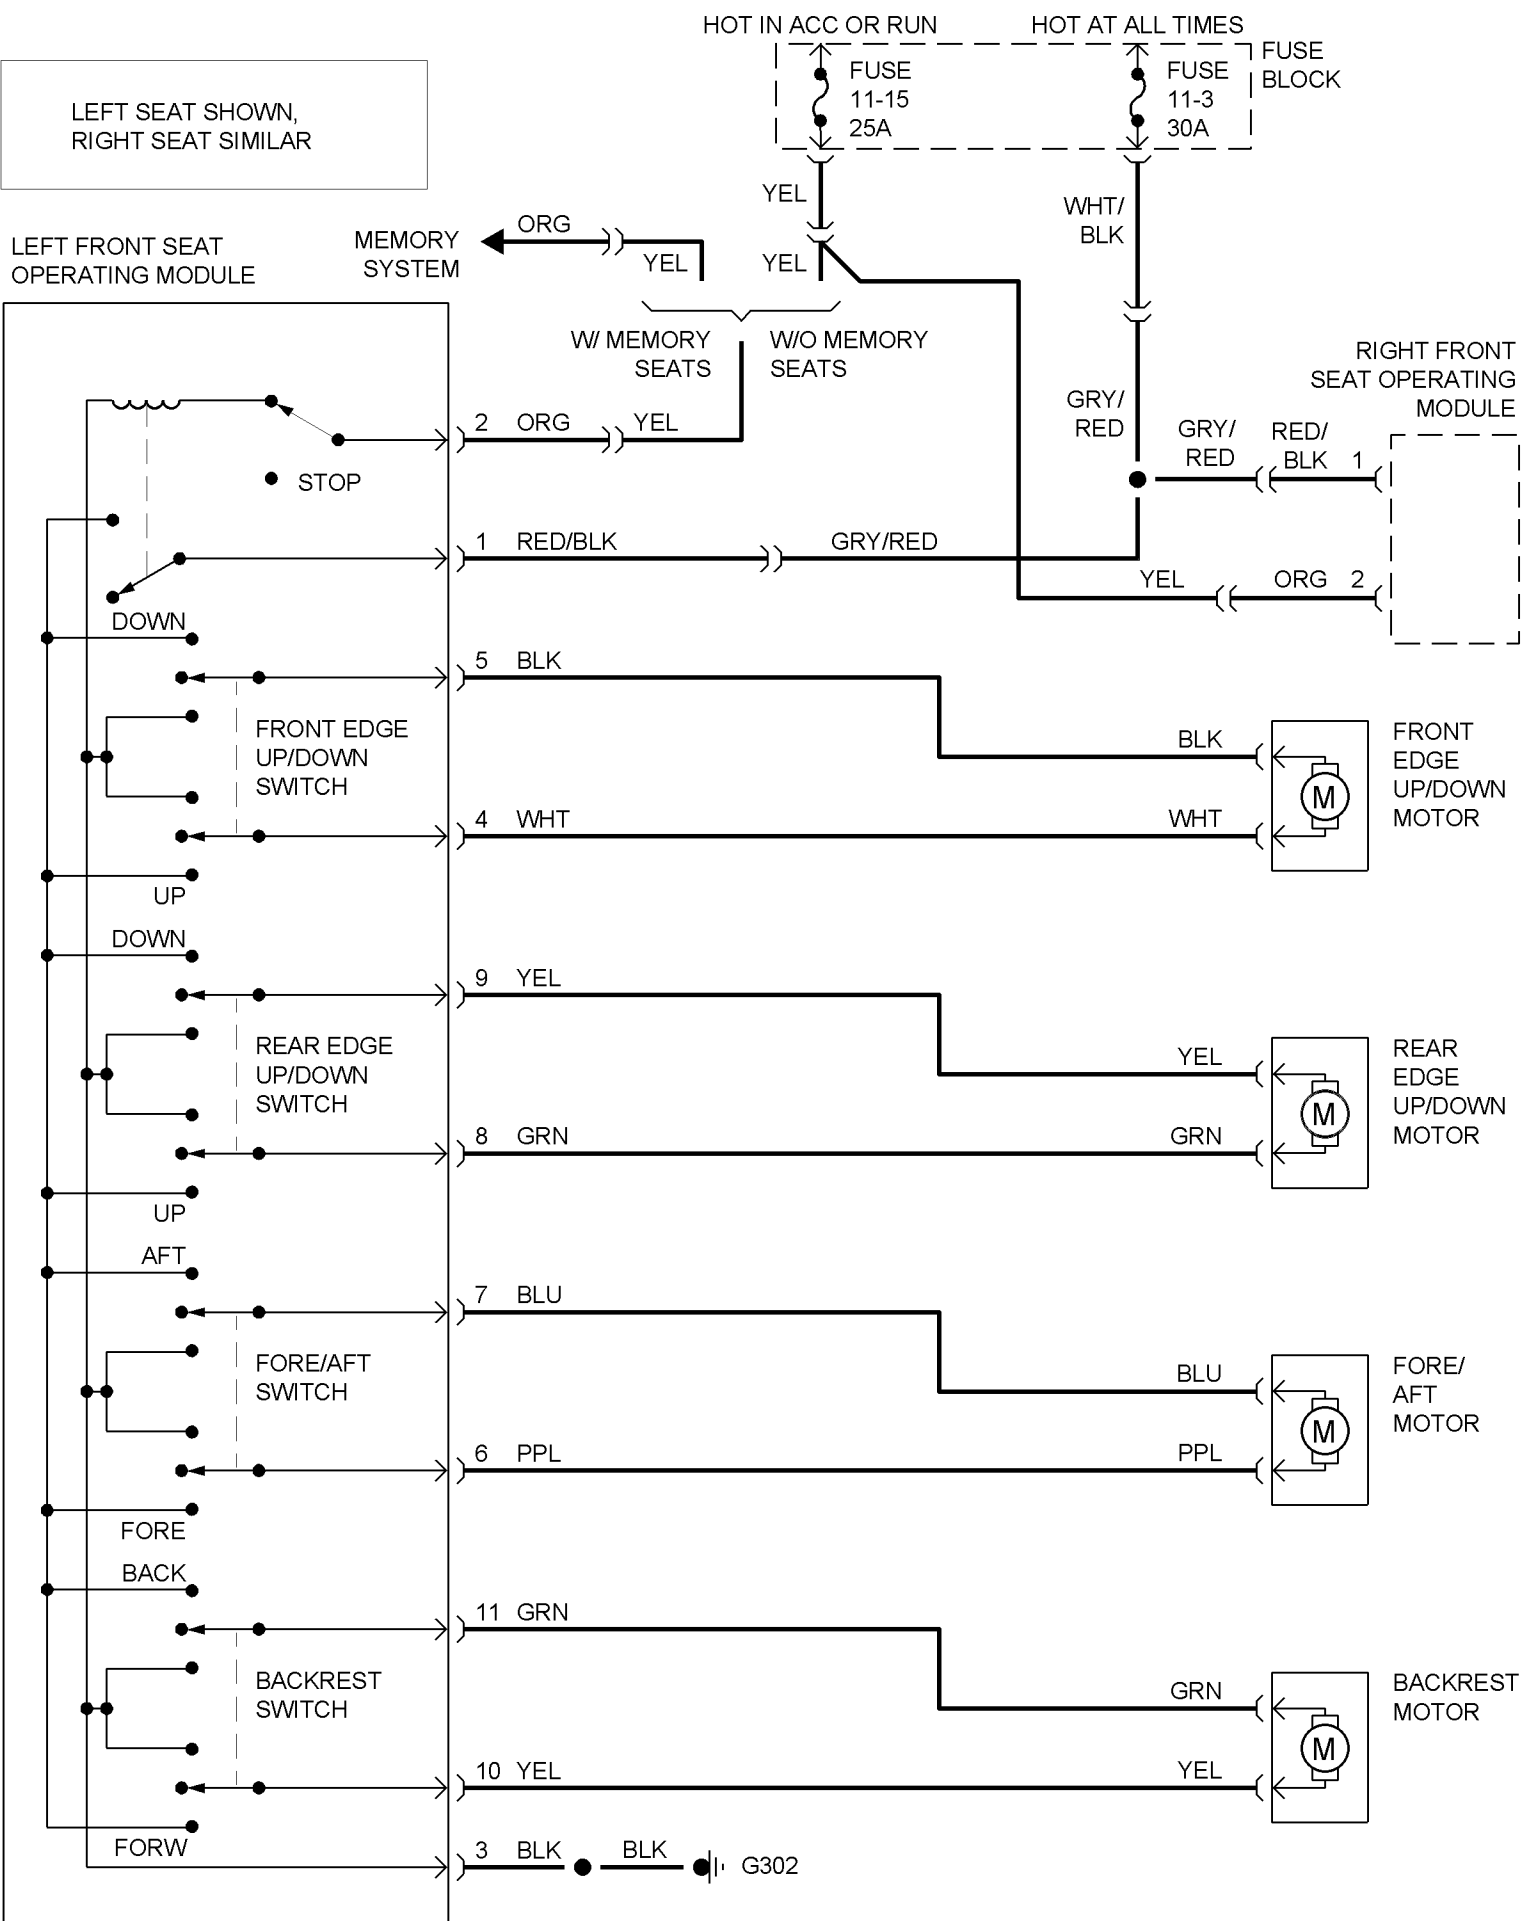 HOT IN ACC OR RUN
HOT AT ALL TIMES
FUSE
BLOCK
FUSE
11-15
25A
FUSE
11-3
30A
LEFT SEAT SHOWN,
RIGHT SEAT SIMILAR
YEL
WHT/
BLK
LEFT FRONT SEAT
OPERATING MODULE
MEMORY
SYSTEM
ORG
YEL
YEL
W/ MEMORY
SEATS
W/O MEMORY
SEATS
RIGHT FRONT
SEAT OPERATING
MODULE
GRY/
RED
GRY/
RED
RED/
BLK
1
2
ORG
YEL
STOP
1
RED/BLK
GRY/RED
YEL
ORG
2
DOWN
5
BLK
FRONT EDGE
UP/DOWN
SWITCH
BLK
FRONT
EDGE
UP/DOWN
MOTOR
M
4
WHT
WHT
UP
DOWN
9
YEL
REAR EDGE
UP/DOWN
SWITCH
YEL
REAR
EDGE
UP/DOWN
MOTOR
M
8
GRN
GRN
UP
AFT
7
BLU
FORE/AFT
SWITCH
BLU
FORE/
AFT
MOTOR
M
6
PPL
PPL
FORE
BACK
11
GRN
BACKREST
SWITCH
GRN
BACKREST
MOTOR
M
10
YEL
YEL
FORW
3
BLK
BLK
G302